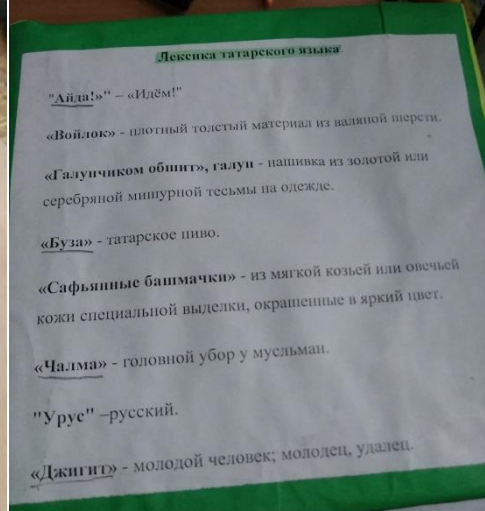 Лексика татарского языка.
"Айда!»" – «Идём!"
«Войлок» - плотный толстый материал из валяной шерсти.
«Галунчиком обшит», галун - нашивка из золотой или
серебряной мишурной тесьмы на одежде.
«Буза» - татарское пиво.
«Сафьянные башмачки» - из мягкой козьей или овечьей
кожи специальной выделки, окрашенные в яркий цвет.
«Чалма» - головной убор у мусльман.
"Урус" –русский.
«Джигит» - молодой человек; молодец, удалец.